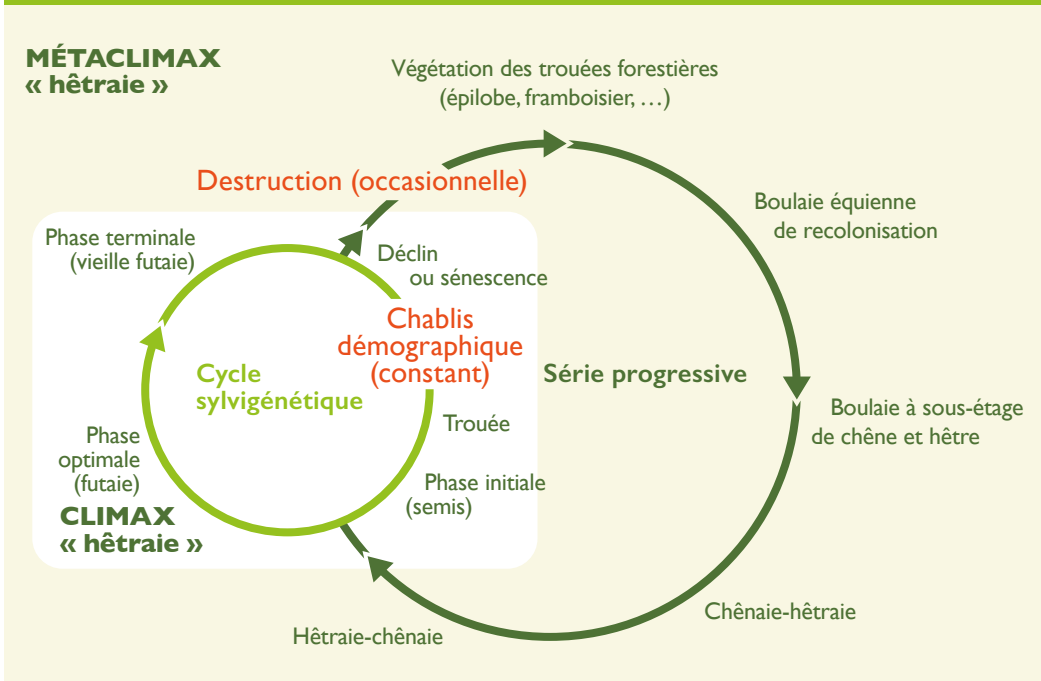 MÉTACLIMAX
« hêtraie »
Végétation des trouées forestières
(épilobe, framboisier, …)
Destruction (occasionnelle)
Boulaie équienne
de recolonisation
Phase terminale
(vieille futaie)
Déclin
ou sénescence
Chablis
démographique
(constant)
Cycle
sylvigénétique
Série progressive
Boulaie à sous-étage
de chêne et hêtre
Trouée
Phase
optimale
(futaie)
Phase initiale
(semis)
CLIMAX
« hêtraie »
Chênaie-hêtraie
Hêtraie-chênaie